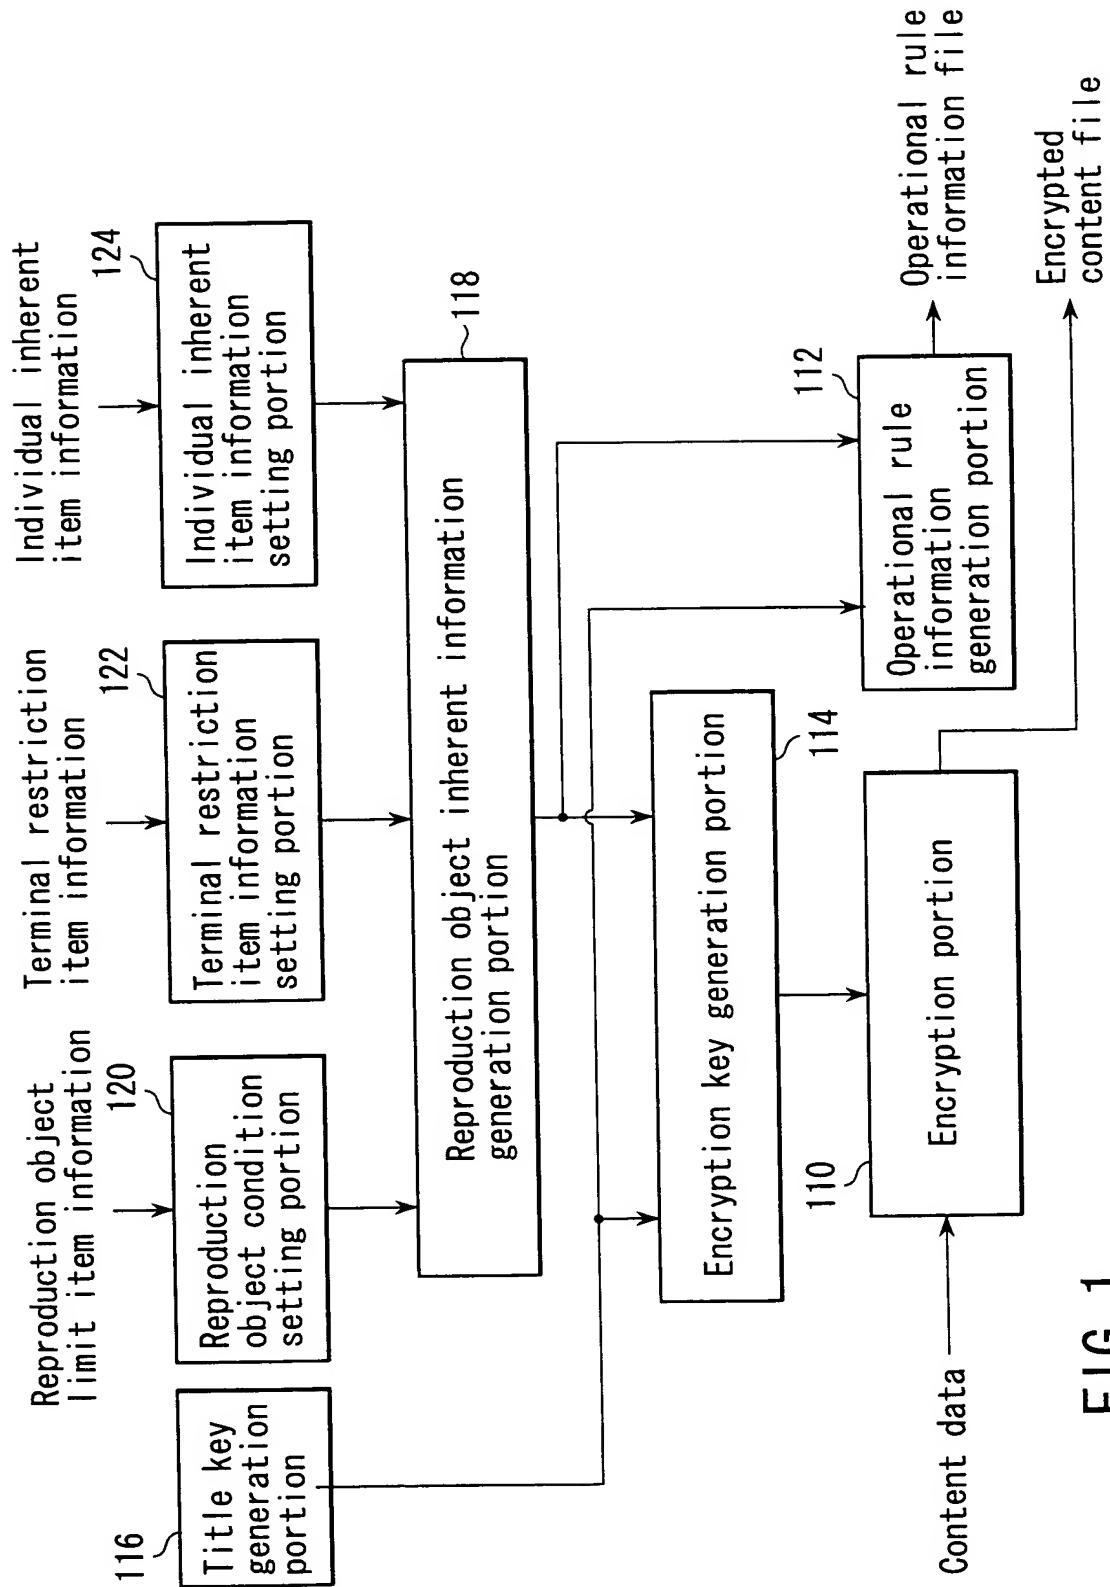 Reproduction object
limit item information
Terminal restriction
item information
Individual inherent
item information
116
Title key
generation
portion
120
Reproduction
object condition
setting portion
122
Terminal restriction
item information
setting portion
124
Individual inherent
item information
setting portion
118
Reproduction object inherent information
generation portion
Encryption key generation portion
114
112
Operational rule
information
generation portion
Operational rule
information file
Content data
110
Encryption portion
Encrypted
content file
FIG. 1